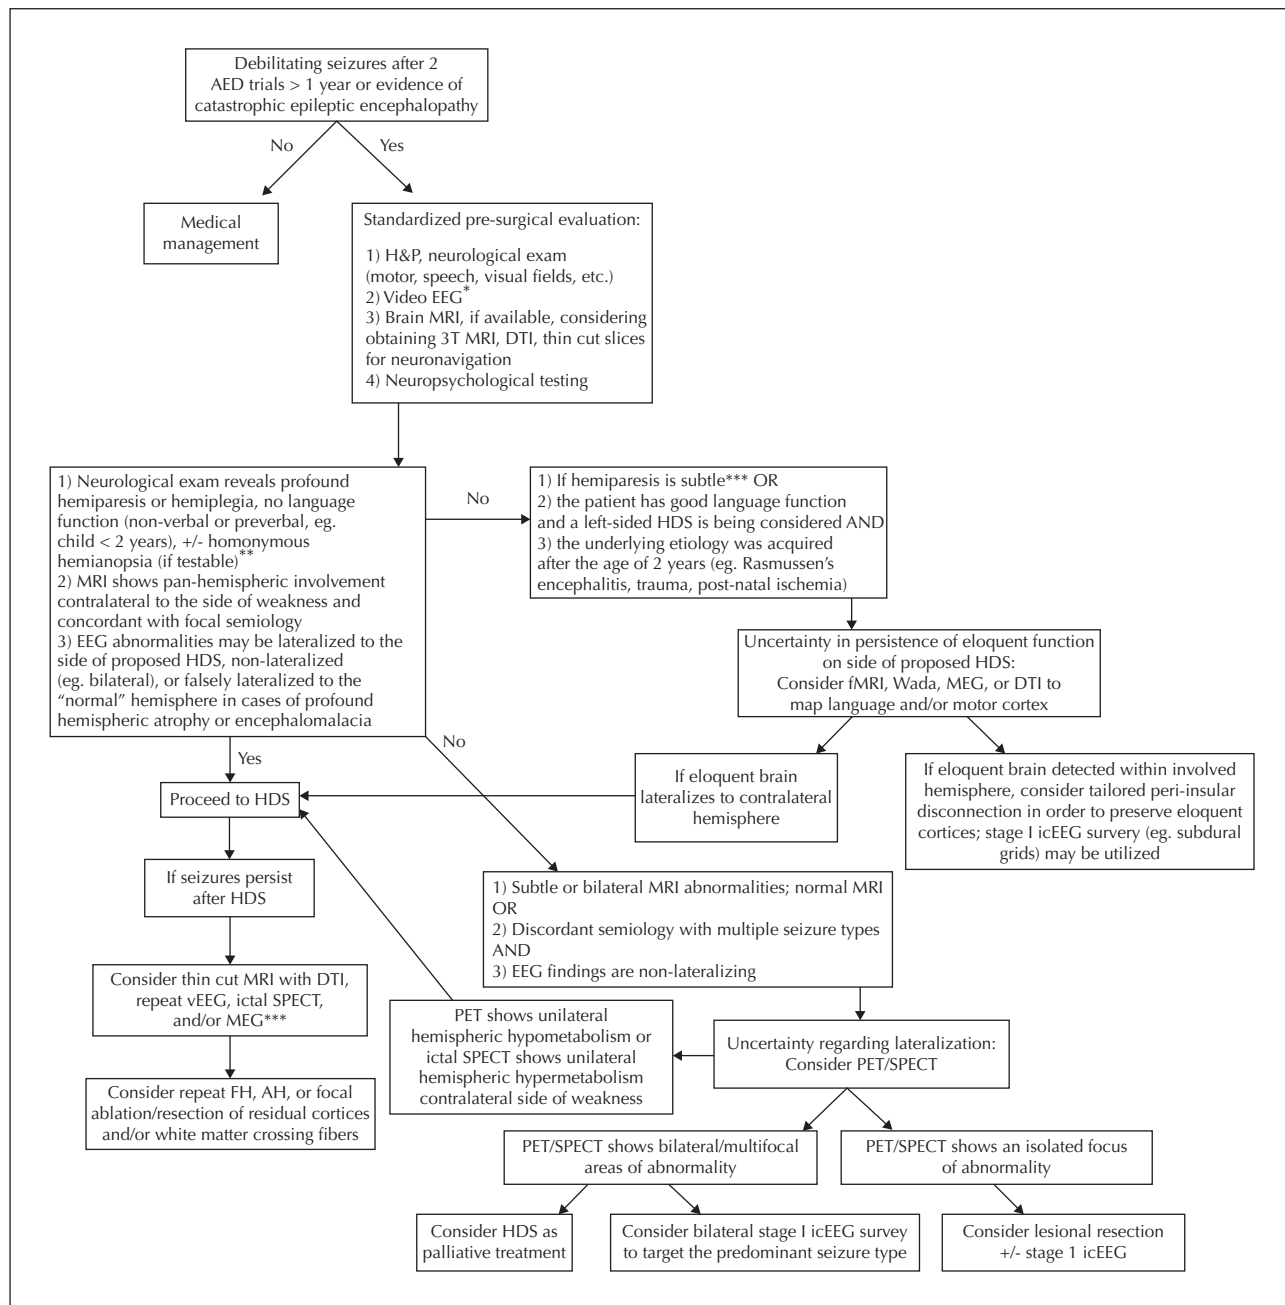 Debilitating seizures after 2
AED trials > 1 year or evidence of
catastrophic epileptic encephalopathy
No
Yes
Medical
management
Standardized pre-surgical evaluation:
1) H&P, neurological exam
(motor, speech, visual fields, etc.)
2) Video EEG*
3) Brain MRI, if available, considering
obtaining 3T MRI, DTI, thin cut slices
for neuronavigation
4) Neuropsychological testing
1) Neurological exam reveals profound
hemiparesis or hemiplegia, no language
function (non-verbal or preverbal, eg.
child < 2 years), +/- homonymous
hemianopsia (if testable)**
2) MRI shows pan-hemispheric involvement
contralateral to the side of weakness and
concordant with focal semiology
3) EEG abnormalities may be lateralized to the
side of proposed HDS, non-lateralized
(eg. bilateral), or falsely lateralized to the
“normal” hemisphere in cases of profound
hemispheric atrophy or encephalomalacia
No
1) If hemiparesis is subtle*** OR
2) the patient has good language function
and a left-sided HDS is being considered AND
3) the underlying etiology was acquired
after the age of 2 years (eg. Rasmussen’s
encephalitis, trauma, post-natal ischemia)
Uncertainty in persistence of eloquent function
on side of proposed HDS:
Consider fMRI, Wada, MEG, or DTI to
map language and/or motor cortex
Yes
No
If eloquent brain
lateralizes to contralateral
hemisphere
If eloquent brain detected within involved
hemisphere, consider tailored peri-insular
disconnection in order to preserve eloquent
cortices; stage I icEEG survery (eg. subdural
grids) may be utilized
Proceed to HDS
If seizures persist
after HDS
1) Subtle or bilateral MRI abnormalities; normal MRI
OR
2) Discordant semiology with multiple seizure types
AND
3) EEG findings are non-lateralizing
Consider thin cut MRI with DTI,
repeat vEEG, ictal SPECT,
and/or MEG***
PET shows unilateral
hemispheric hypometabolism or
ictal SPECT shows unilateral
hemispheric hypermetabolism
contralateral side of weakness
Uncertainty regarding lateralization:
Consider PET/SPECT
Consider repeat FH, AH, or focal
ablation/resection of residual cortices
and/or white matter crossing fibers
PET/SPECT shows bilateral/multifocal
areas of abnormality
PET/SPECT shows an isolated focus
of abnormality
Consider HDS as
palliative treatment
Consider bilateral stage I icEEG survey
to target the predominant seizure type
Consider lesional resection
+/- stage 1 icEEG